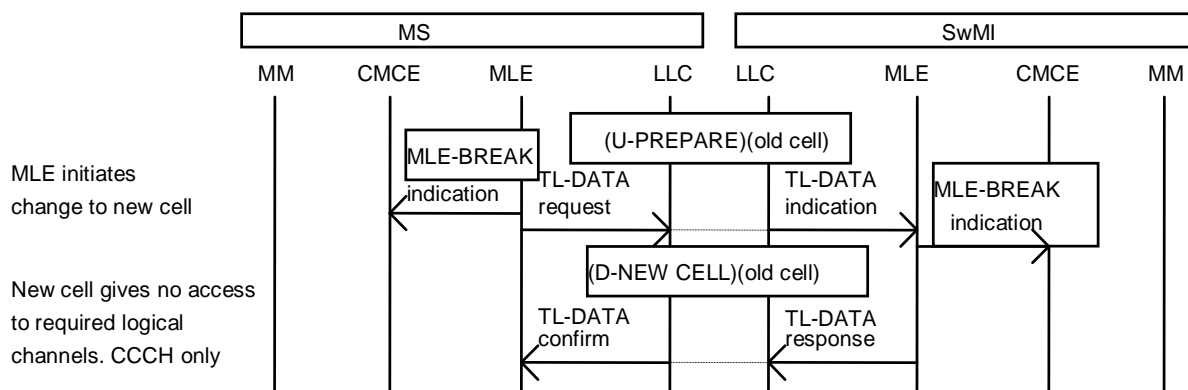 MS
SwMI
MM
CMCE
MLE
LLC
LLC
MLE
CMCE
MM
(U-PREPARE)(old cell)
MLE-BREAK
indication
MLE initiates
change to new cell
TL-DATA
request
TL-DATA
indication
MLE-BREAK
indication
(D-NEW CELL)(old cell)
New cell gives no access
to required logical
channels. CCCH only
TL-DATA
confirm
TL-DATA
response